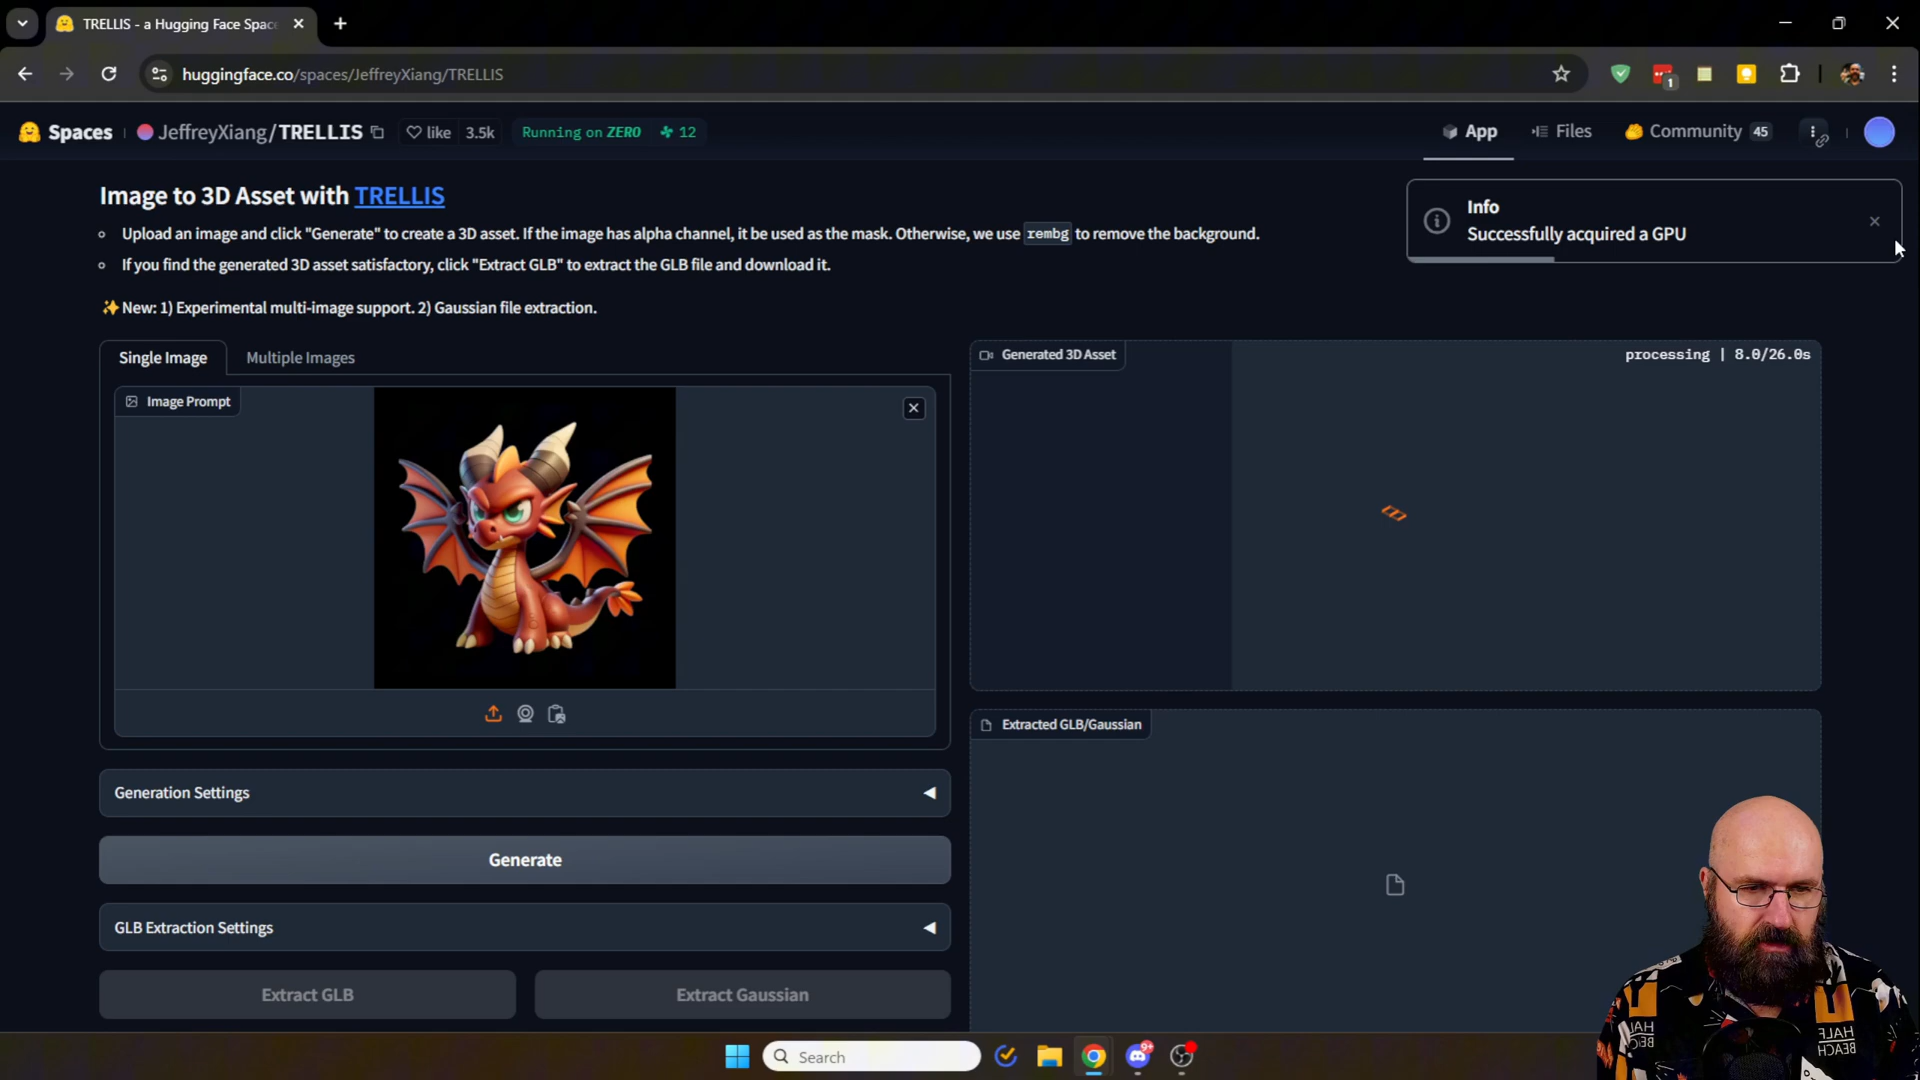 TRELLIS - a Hugging Face Spac
huggingface.co/spaces/JeffreyXiang/TRELLIS
1
Spaces
JeffreyXiang/TRELLIS
like 3.5k
Running on ZERO 12
App
Files
Community 45
Image to 3D Asset with TRELLIS
Upload an image and click "Generate" to create a 3D asset. If the image has alpha channel, it be used as the mask. Otherwise, we use rembg to remove the background.
If you find the generated 3D asset satisfactory, click "Extract GLB" to extract the GLB file and download it.
✨New: 1) Experimental multi-image support. 2) Gaussian file extraction.
Info
Successfully acquired a GPU
Single Image
Multiple Images
Image Prompt
Generated 3D Asset
processing | 8.0/26.0s
Extracted GLB/Gaussian
Generation Settings
Generate
GLB Extraction Settings
Extract GLB
Extract Gaussian
Search
9+
HALF
BEACH